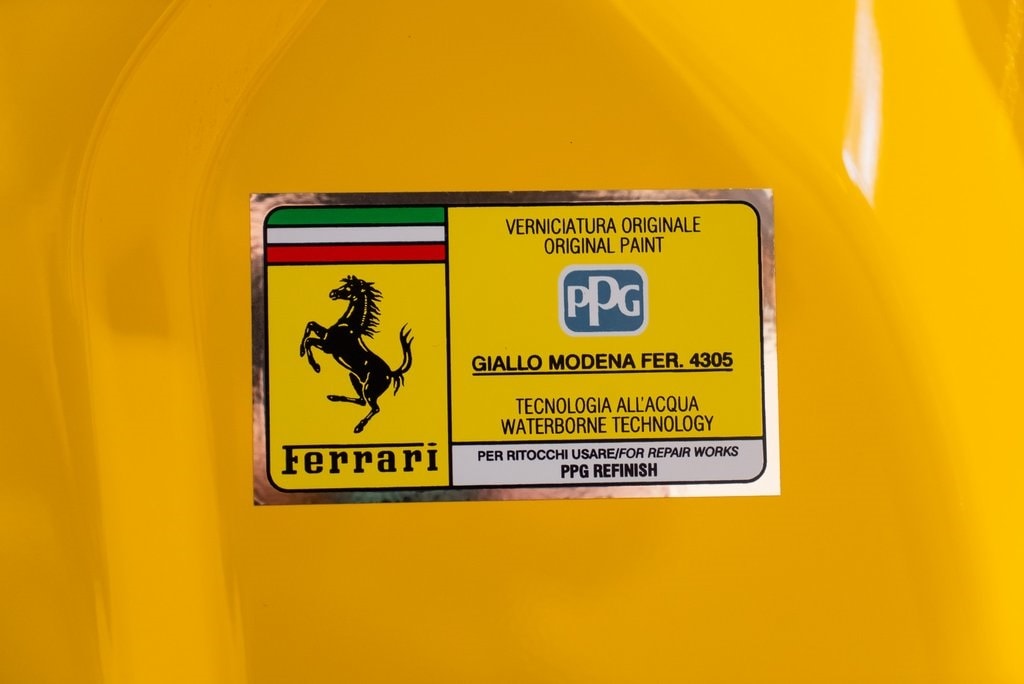 VERNICIATURA ORIGINALE
ORIGINAL PAINT
PPG
GIALLO MODENA FER. 4305
TECNOLOGIA ALL'ACQUA
WATERBORNE TECHNOLOGY
Ferrari
PER RITOCCHI USARE/FOR REPAIR WORKS
PPG REFINISH